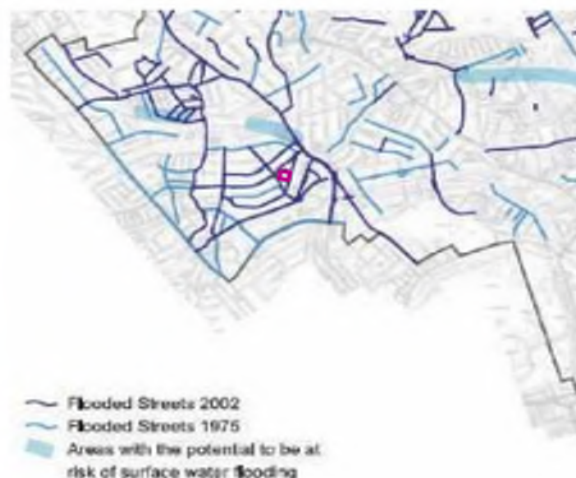 Flooded Streets 2002
Flooded Streets 1975
Areas with the potential to be at
risk of surface water flooding